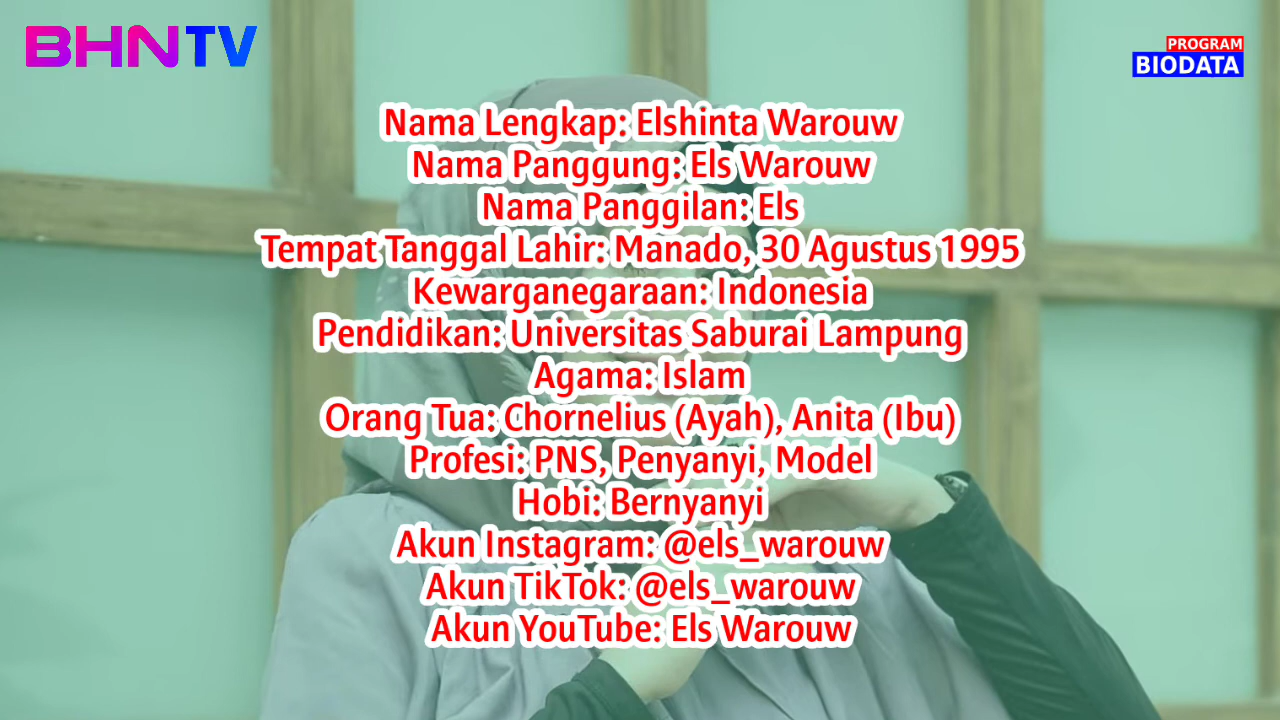 BHNTV
PROGRAM
BIODATA
Nama Lengkap: Elshinta Warouw
Nama Panggung: Els Warouw
Nama Panggilan: Els
Tempat Tanggal Lahir: Manado, 30 Agustus 1995
Kewarganegaraan: Indonesia
Pendidikan: Universitas Saburai Lampung
Agama: Islam
Orang Tua: Chornelius (Ayah), Anita (Ibu)
Profesi: PNS, Penyanyi, Model
Hobi: Bernyanyi
Akun Instagram: @els_warouw
Akun TikTok: @els_warouw
Akun YouTube: Els Warouw